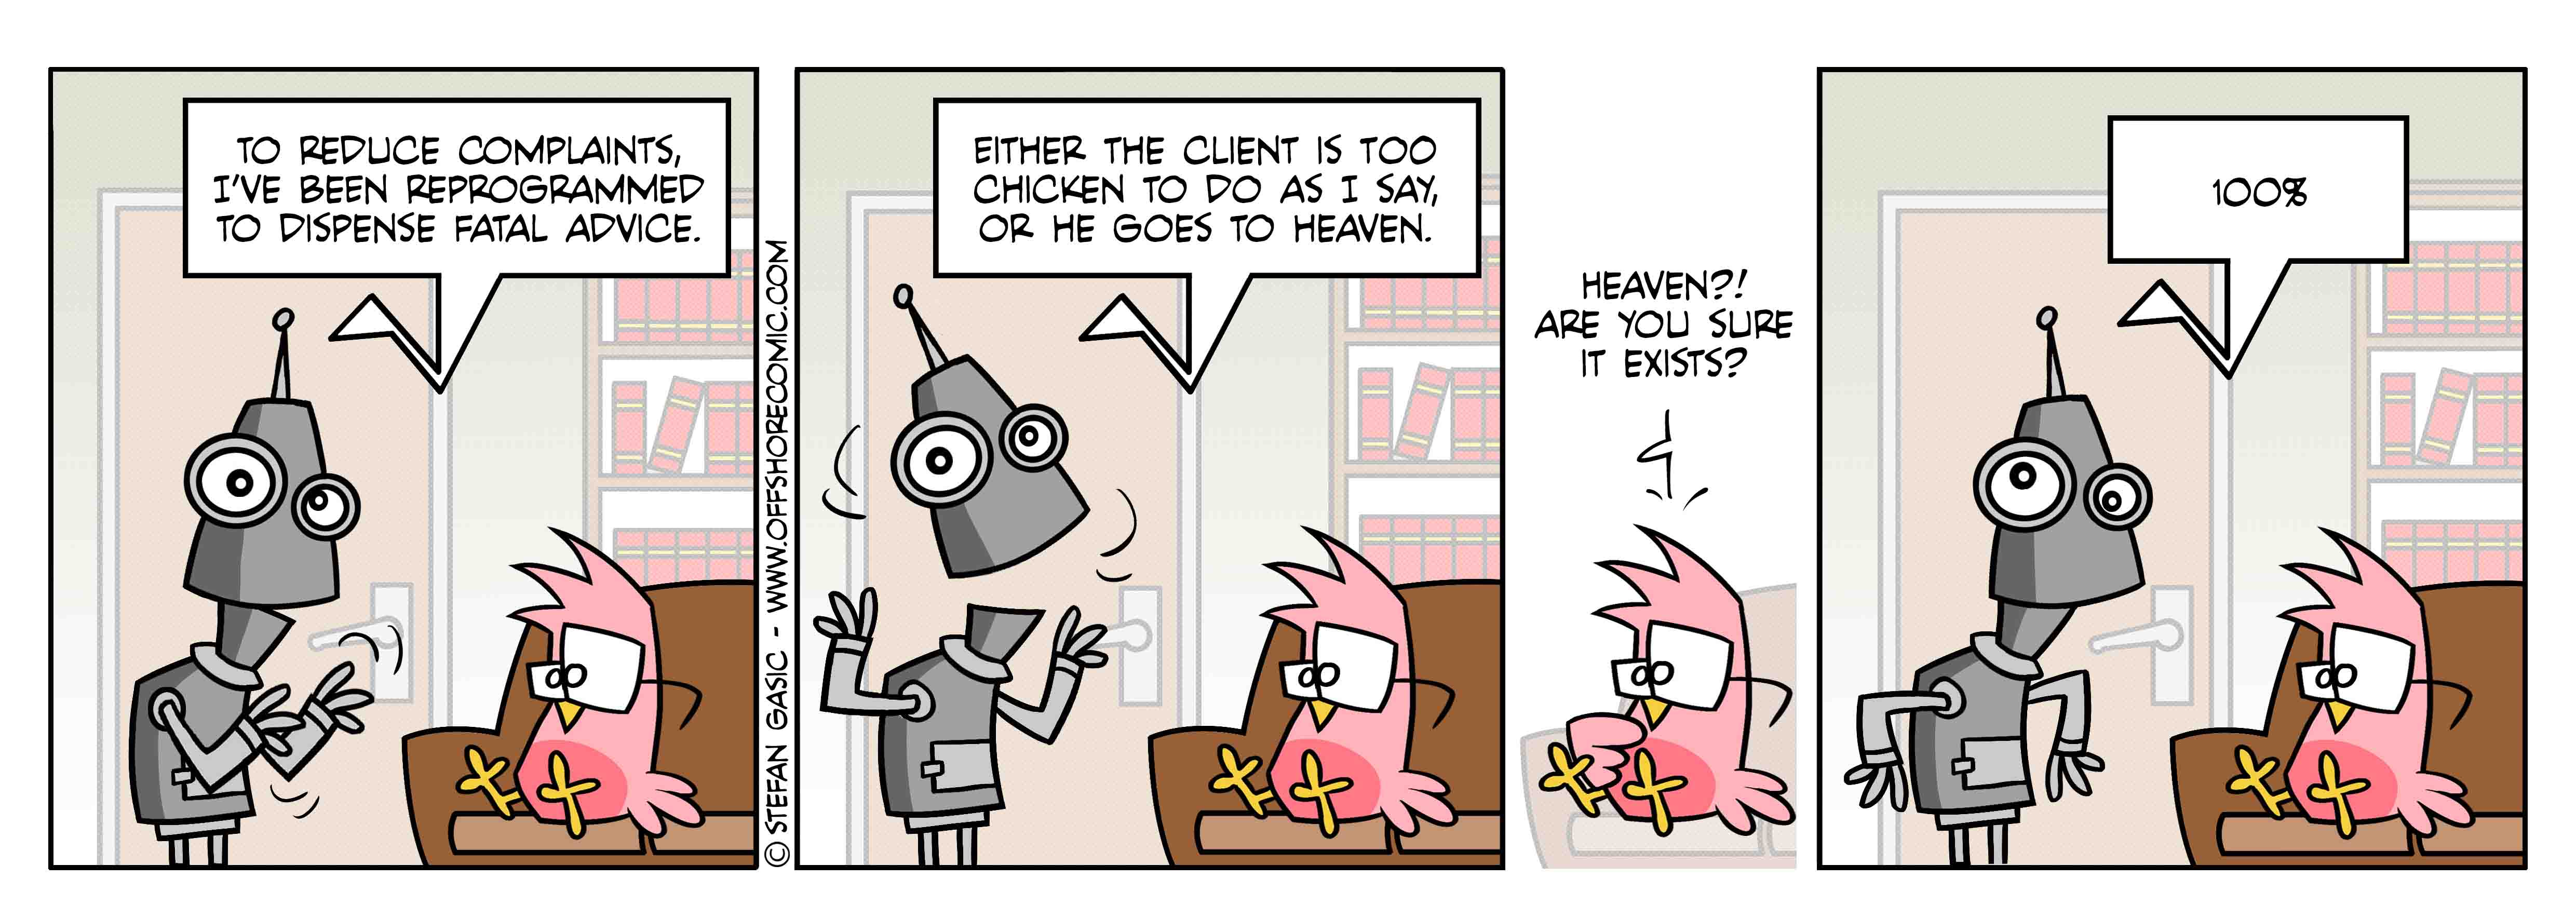 TO REDUCE COMPLAINTS,
I'VE BEEN REPROGRAMMED
TO DISPENSE FATAL ADVICE.
© STEFAN GASIC - WWW.OFFSHORECOMIC.COM
EITHER THE CLIENT IS TOO
CHICKEN TO DO AS I SAY,
OR HE GOES TO HEAVEN.
HEAVEN?!
ARE YOU SURE
IT EXISTS?
100%